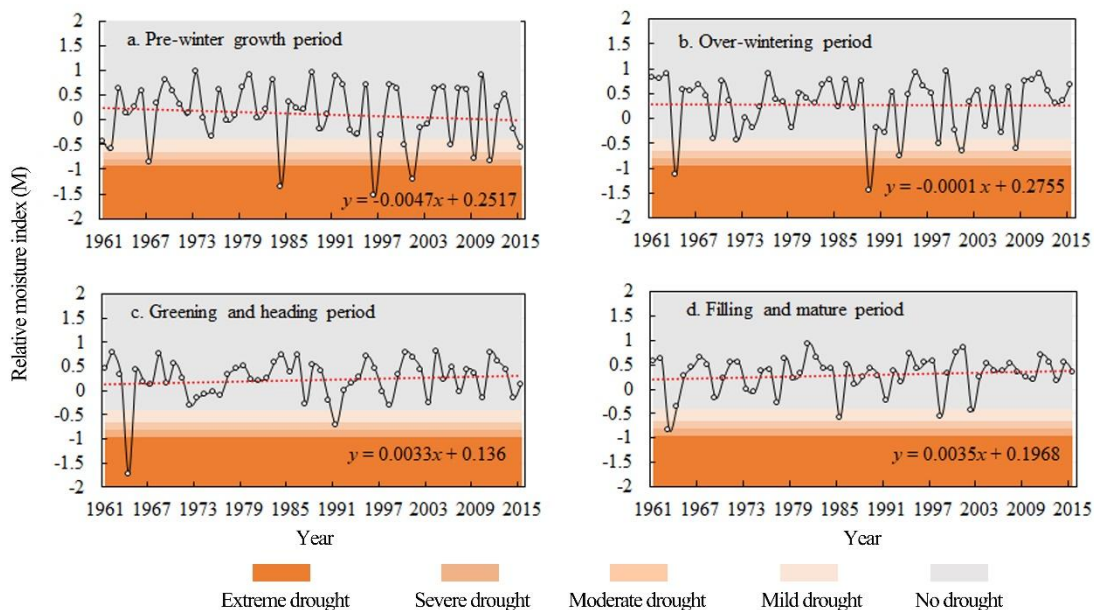 Relative moisture index (M)
a. Pre-winter growth period
2
1.5
1
0.5
0
-0.5
-1
-1.5
-2
y = -0.0047x + 0.2517
1961 1967 1973 1979 1985 1991 1997 2003 2009 2015
b. Over-wintering period
2
1.5
1
0.5
0
-0.5
-1
-1.5
-2
y = -0.0001 x + 0.2755
1961 1967 1973 1979 1985 1991 1997 2003 2009 2015
c. Greening and heading period
2
1.5
1
0.5
0
-0.5
-1
-1.5
-2
y = 0.0033x + 0.136
1961 1967 1973 1979 1985 1991 1997 2003 2009 2015
Year
d. Filling and mature period
2
1.5
1
0.5
0
-0.5
-1
-1.5
-2
y = 0.0035x + 0.1968
1961 1967 1973 1979 1985 1991 1997 2003 2009 2015
Year
Extreme drought Severe drought Moderate drought Mild drought No drought